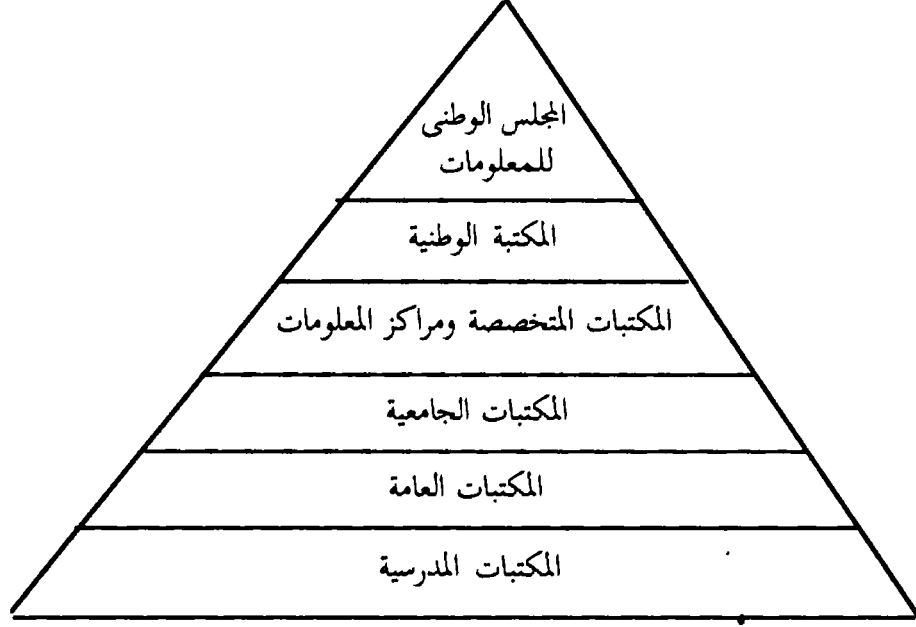 المجلس الوطنى
للمعلومات
المكتبة الوطنية
المكتبات المتخصصة ومراكز المعلومات
المكتبات الجامعية
المكتبات العامة
المكتبات المدرسية